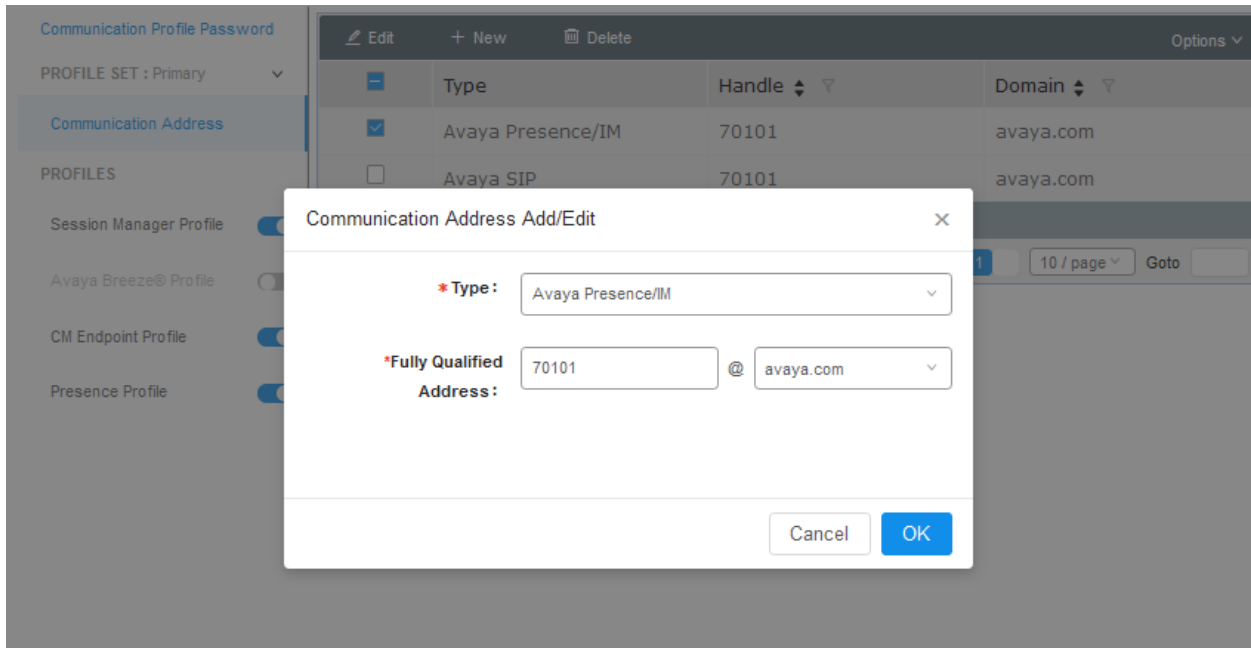 Communication Profile Password
PROFILE SET : Primary
Communication Address
PROFILES
Session Manager Profile
Avaya Breeze® Profile
CM Endpoint Profile
Presence Profile
Edit + New Delete Options
Type Handle Domain
Avaya Presence/IM 70101 avaya.com
Avaya SIP 70101 avaya.com
1 10 / page Goto
Communication Address Add/Edit
*Type: Avaya Presence/IM
*Fully Qualified Address: 70101 @ avaya.com
Cancel OK